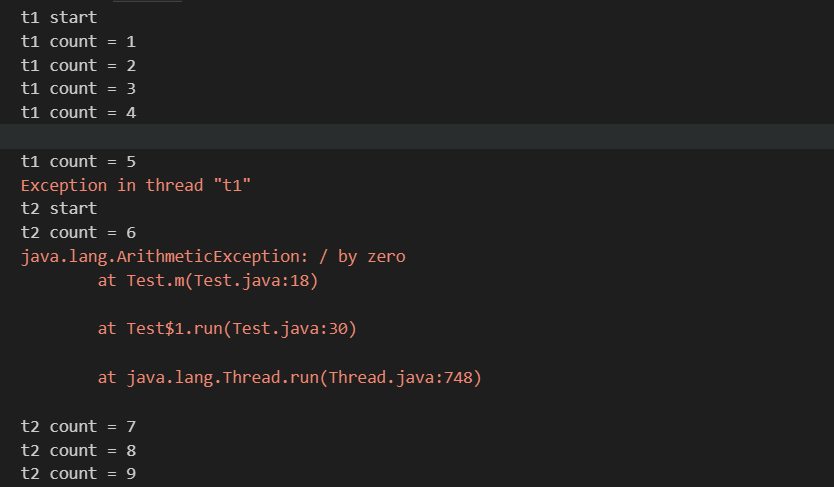 t1 start
t1 count = 1
t1 count = 2
t1 count = 3
t1 count = 4
t1 count = 5
Exception in thread "t1"
t2 start
t2 count = 6
java.lang.ArithmeticException: / by zero
at Test.m(Test.java:18)
at Test$1.run(Test.java:30)
at java.lang.Thread.run(Thread.java:748)
t2 count = 7
t2 count = 8
t2 count = 9